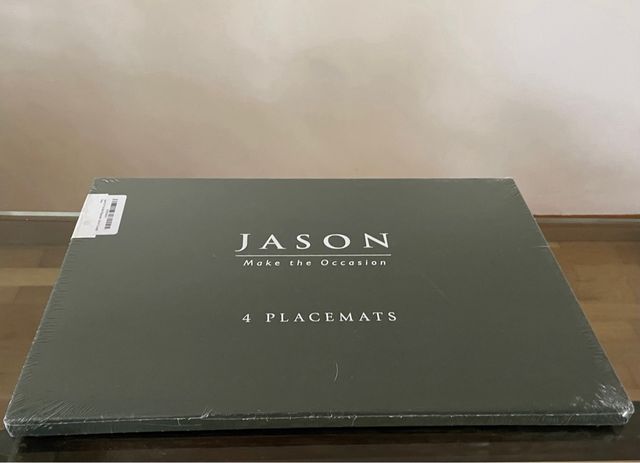 JASON
Make the Occasion
4 PLACEMATS